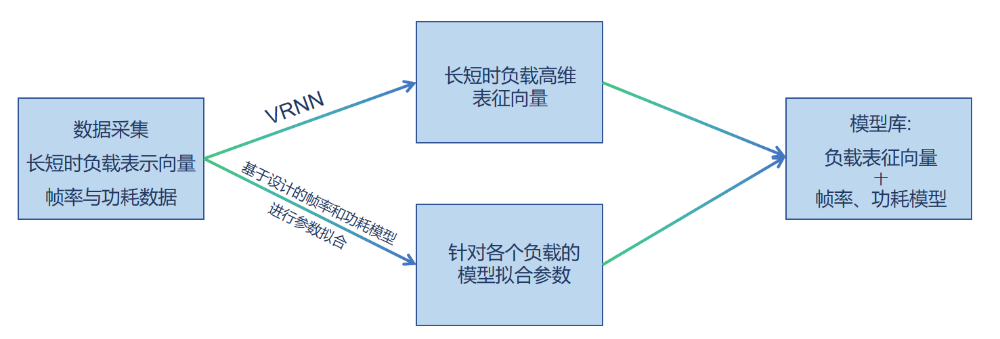 数据采集
长短时负载表示向量
帧率与功耗数据
VRNN
基于设计的帧率和功耗模型
进行参数拟合
长短时负载高维
表征向量
针对各个负载的
模型拟合参数
模型库:
负载表征向量
+
帧率、功耗模型